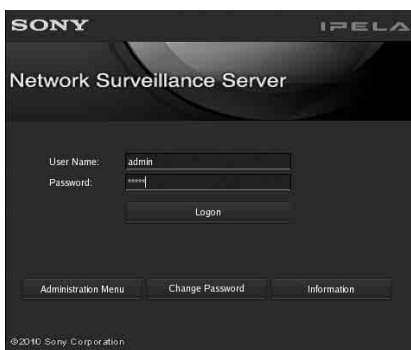 SONY
IPELA
Network Surveillance Server
User Name: admin
Password: *****
Logon
Administration Menu Change Password Information
©2010 Sony Corporation